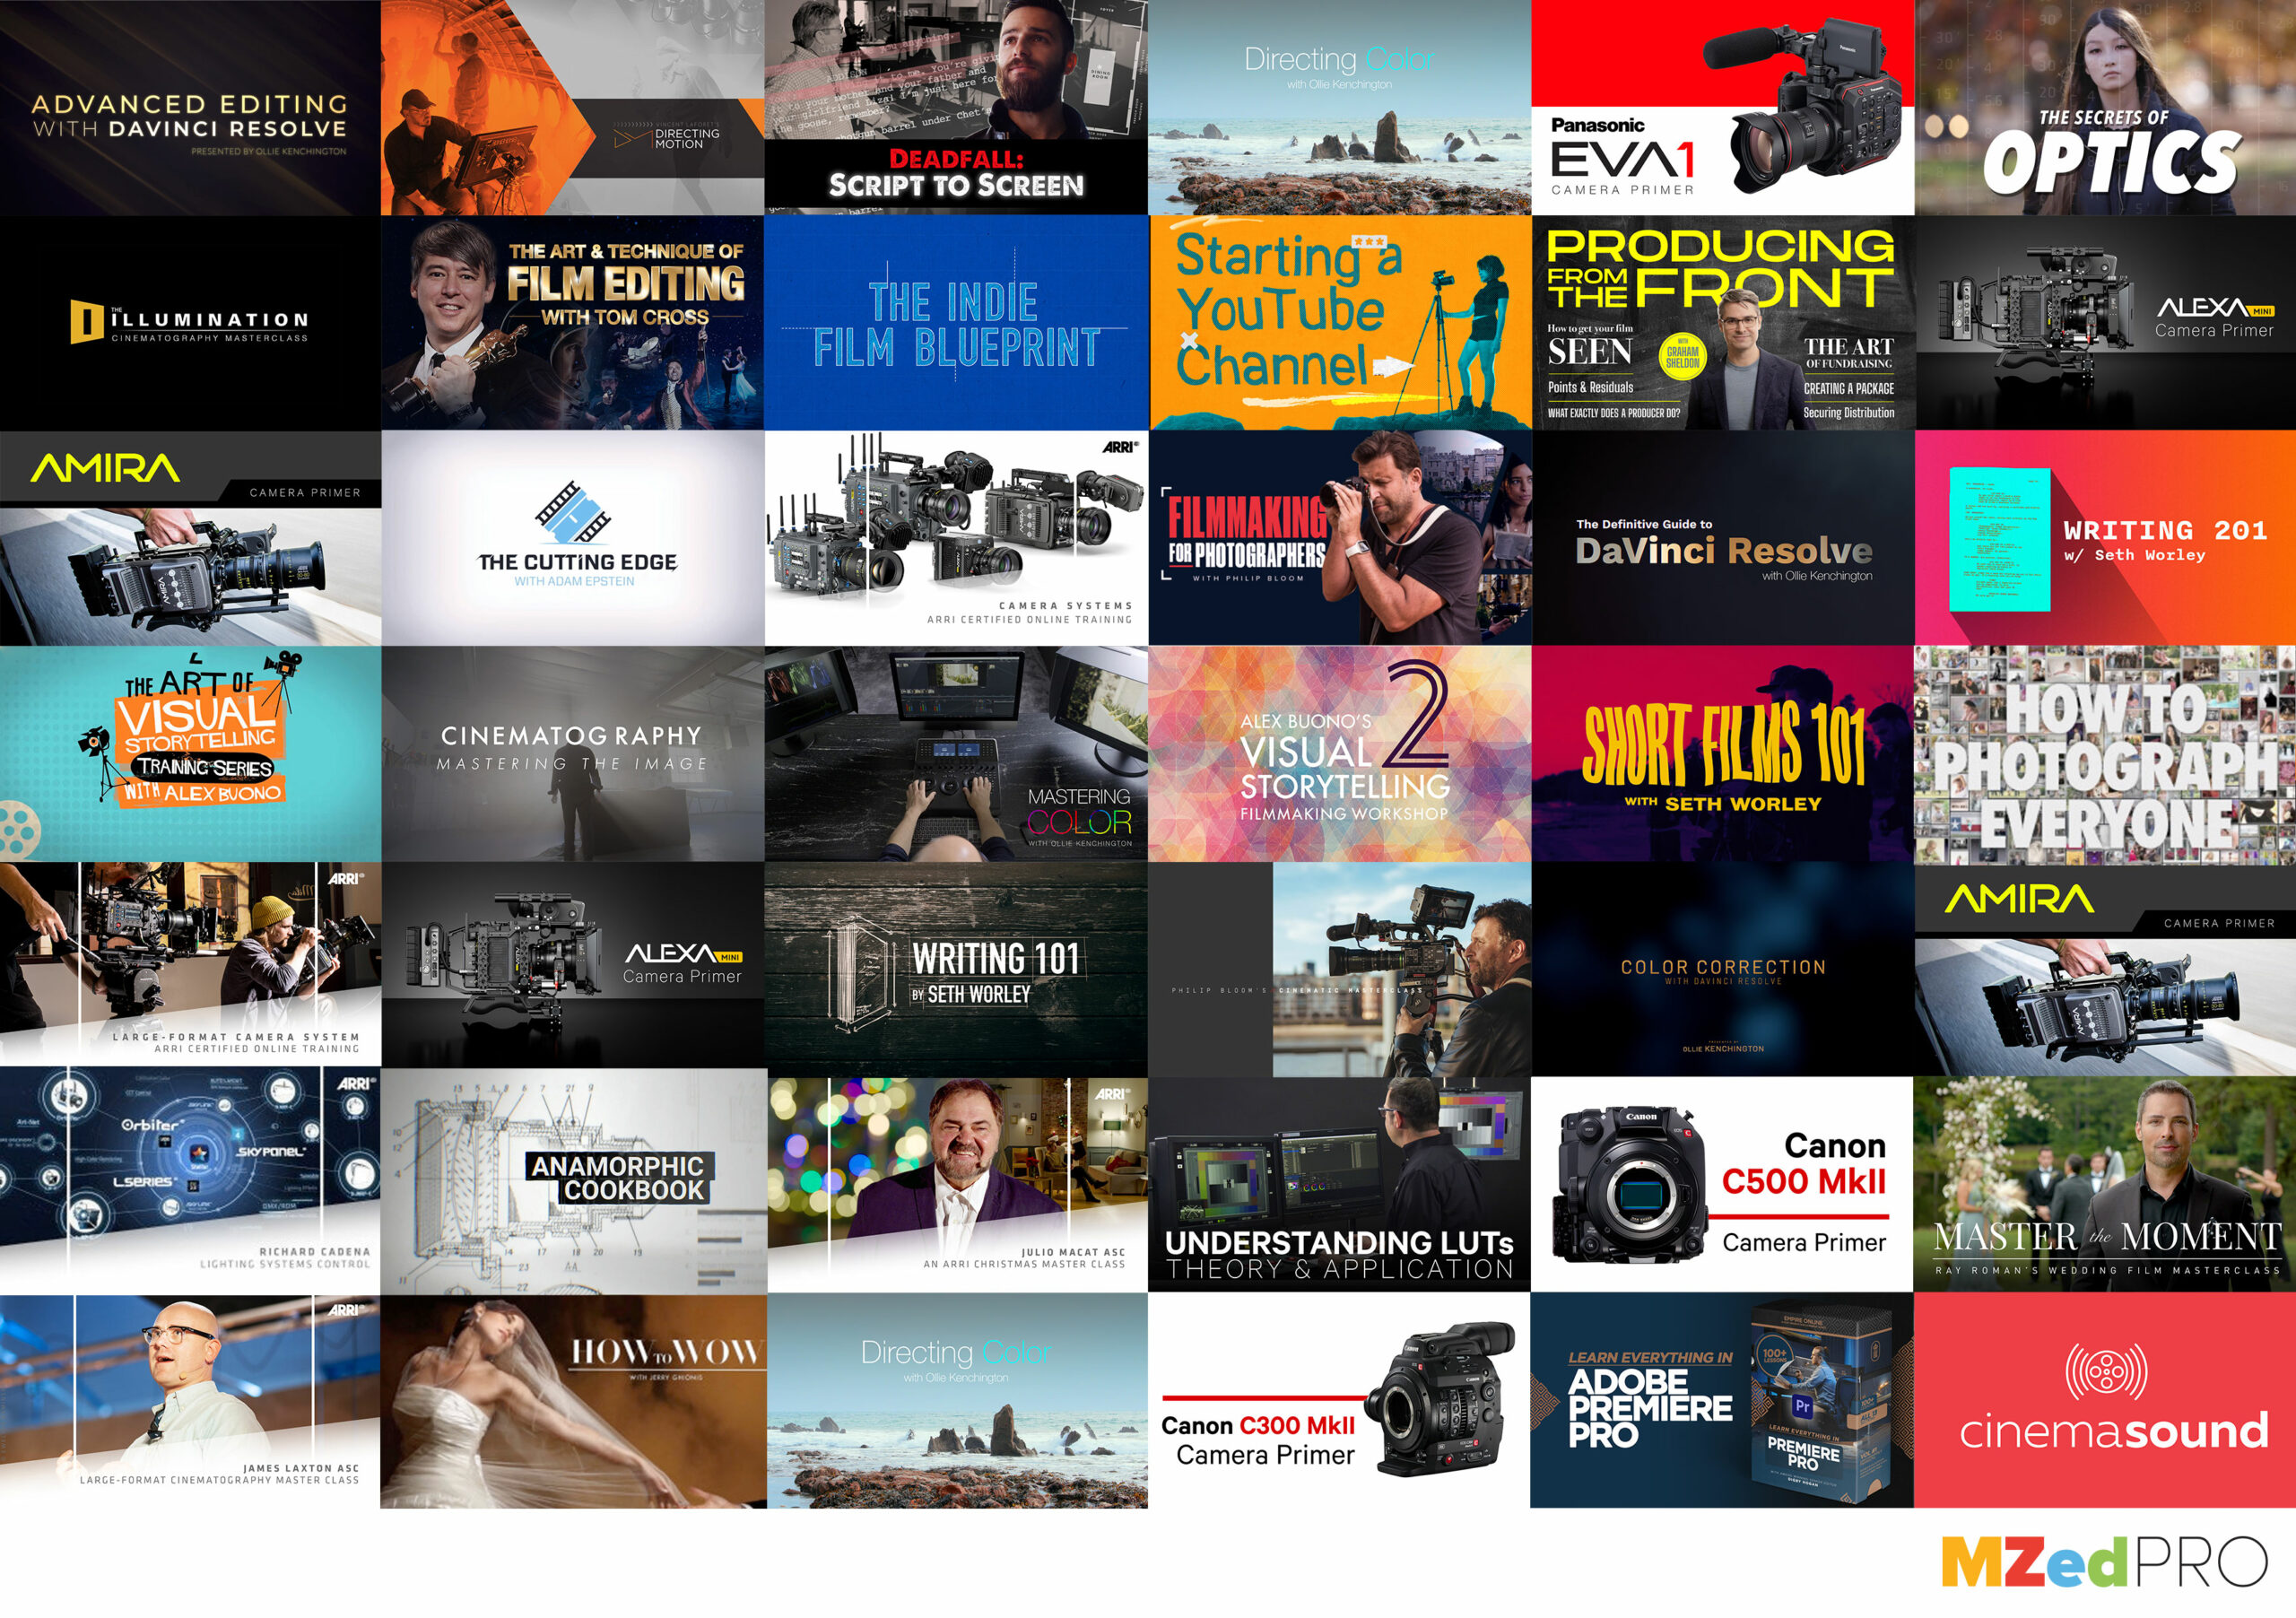 ADVANCED EDITING
WITH DAVINCI RESOLVE
PRESENTED BY OLLIE KENCHINGTON
VINCENT LAFORET'S
DIRECTING
MOTION
DEADFALL:
SCRIPT TO SCREEN
Directing Color
with Ollie Kenchington
Panasonic
EVA1
CAMERA PRIMER
THE SECRETS OF
OPTICS
THE
ILLUMINATION
CINEMATOGRAPHY MASTERCLASS
THE ART & TECHNIQUE OF
FILM EDITING
WITH TOM CROSS
THE INDIE
FILM BLUEPRINT
Starting a
YouTube
Channel
PRODUCING
FROM THE FRONT
How to get your film
SEEN
Points & Residuals
WHAT EXACTLY DOES A PRODUCER DO?
WITH
GRAHAM
SHELDON
THE ART
OF FUNDRAISING
CREATING A PACKAGE
Securing Distribution
ALEXA MINI
Camera Primer
AMIRA
CAMERA PRIMER
THE CUTTING EDGE
WITH ADAM EPSTEIN
ARRI
CAMERA SYSTEMS
ARRI CERTIFIED ONLINE TRAINING
FILMMAKING
FOR PHOTOGRAPHERS
WITH PHILIP BLOOM
The Definitive Guide to
DaVinci Resolve
with Ollie Kenchington
WRITING 201
w/ Seth Worley
THE ART OF
VISUAL
STORYTELLING
TRAINING SERIES
WITH ALEX BUONO
CINEMATOGRAPHY
MASTERING THE IMAGE
MASTERING
COLOR
WITH OLLIE KENCHINGTON
ALEX BUONO'S
VISUAL 2
STORYTELLING
FILMMAKING WORKSHOP
SHORT FILMS 101
WITH SETH WORLEY
HOW TO
PHOTOGRAPH
EVERYONE
ARRI
LARGE-FORMAT CAMERA SYSTEM
ARRI CERTIFIED ONLINE TRAINING
ALEXA MINI
Camera Primer
WRITING 101
BY SETH WORLEY
PHILIP BLOOM'S CINEMATIC MASTERCLASS
COLOR CORRECTION
WITH DAVINCI RESOLVE
PRESENTED BY
OLLIE KENCHINGTON
AMIRA
CAMERA PRIMER
ARRI
Orbiter
SKYPANEL
L-SERIES
RICHARD CADENA
LIGHTING SYSTEMS CONTROL
ANAMORPHIC
COOKBOOK
ARRI
JULIO MACAT ASC
AN ARRI CHRISTMAS MASTER CLASS
UNDERSTANDING LUTs
THEORY & APPLICATION
Canon
Canon
C500 MkII
Camera Primer
MASTER the MOMENT
RAY ROMAN'S WEDDING FILM MASTERCLASS
ARRI
JAMES LAXTON ASC
LARGE-FORMAT CINEMATOGRAPHY MASTER CLASS
HOW TO WOW
WITH JERRY GHIONIS
Directing Color
with Ollie Kenchington
Canon C300 MkII
Camera Primer
LEARN EVERYTHING IN
ADOBE
PREMIERE
PRO
EMPIRE ONLINE
100+
LESSONS
Pr
LEARN EVERYTHING IN
PREMIERE
PRO
cinemasound
MZedPRO